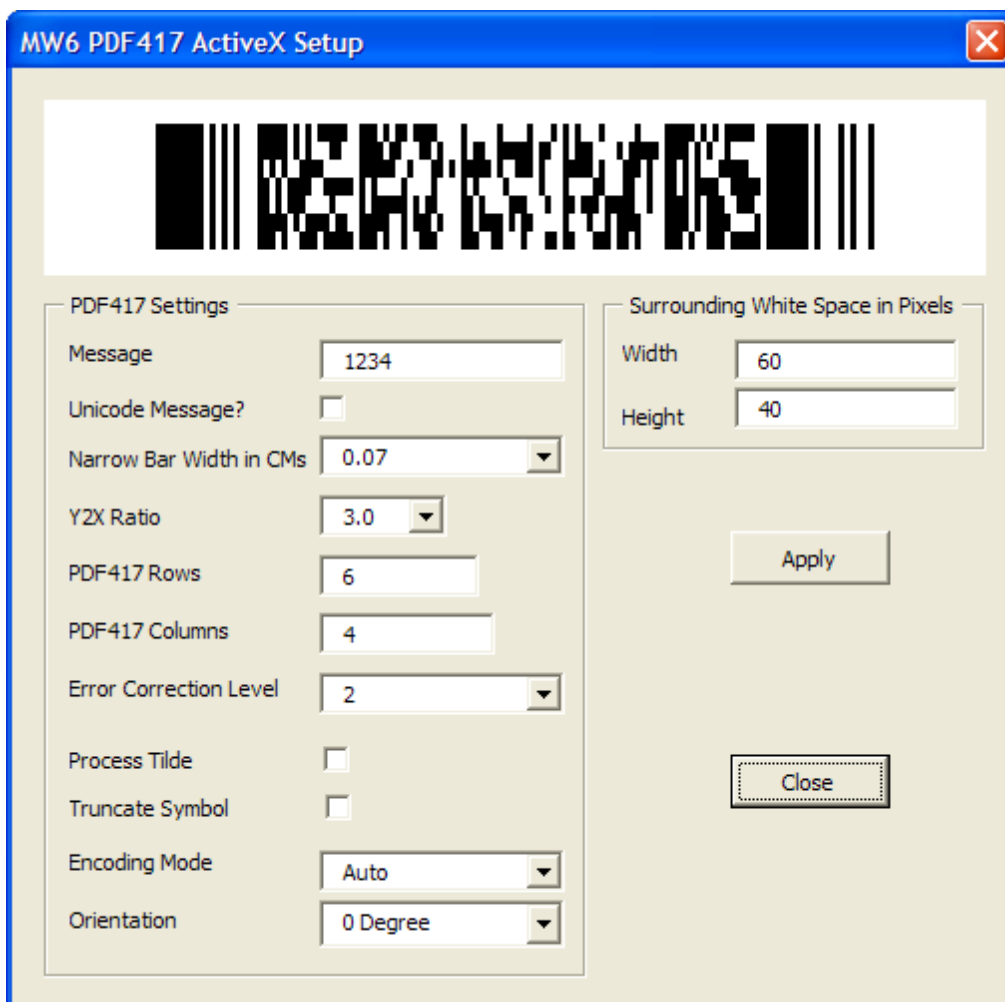 MW6 PDF417 ActiveX Setup
PDF417 Settings
Message 1234
Unicode Message?
Narrow Bar Width in CMs 0.07
Y2X Ratio 3.0
PDF417 Rows 6
PDF417 Columns 4
Error Correction Level 2
Process Tilde
Truncate Symbol
Encoding Mode Auto
Orientation 0 Degree
Surrounding White Space in Pixels
Width 60
Height 40
Apply
Close